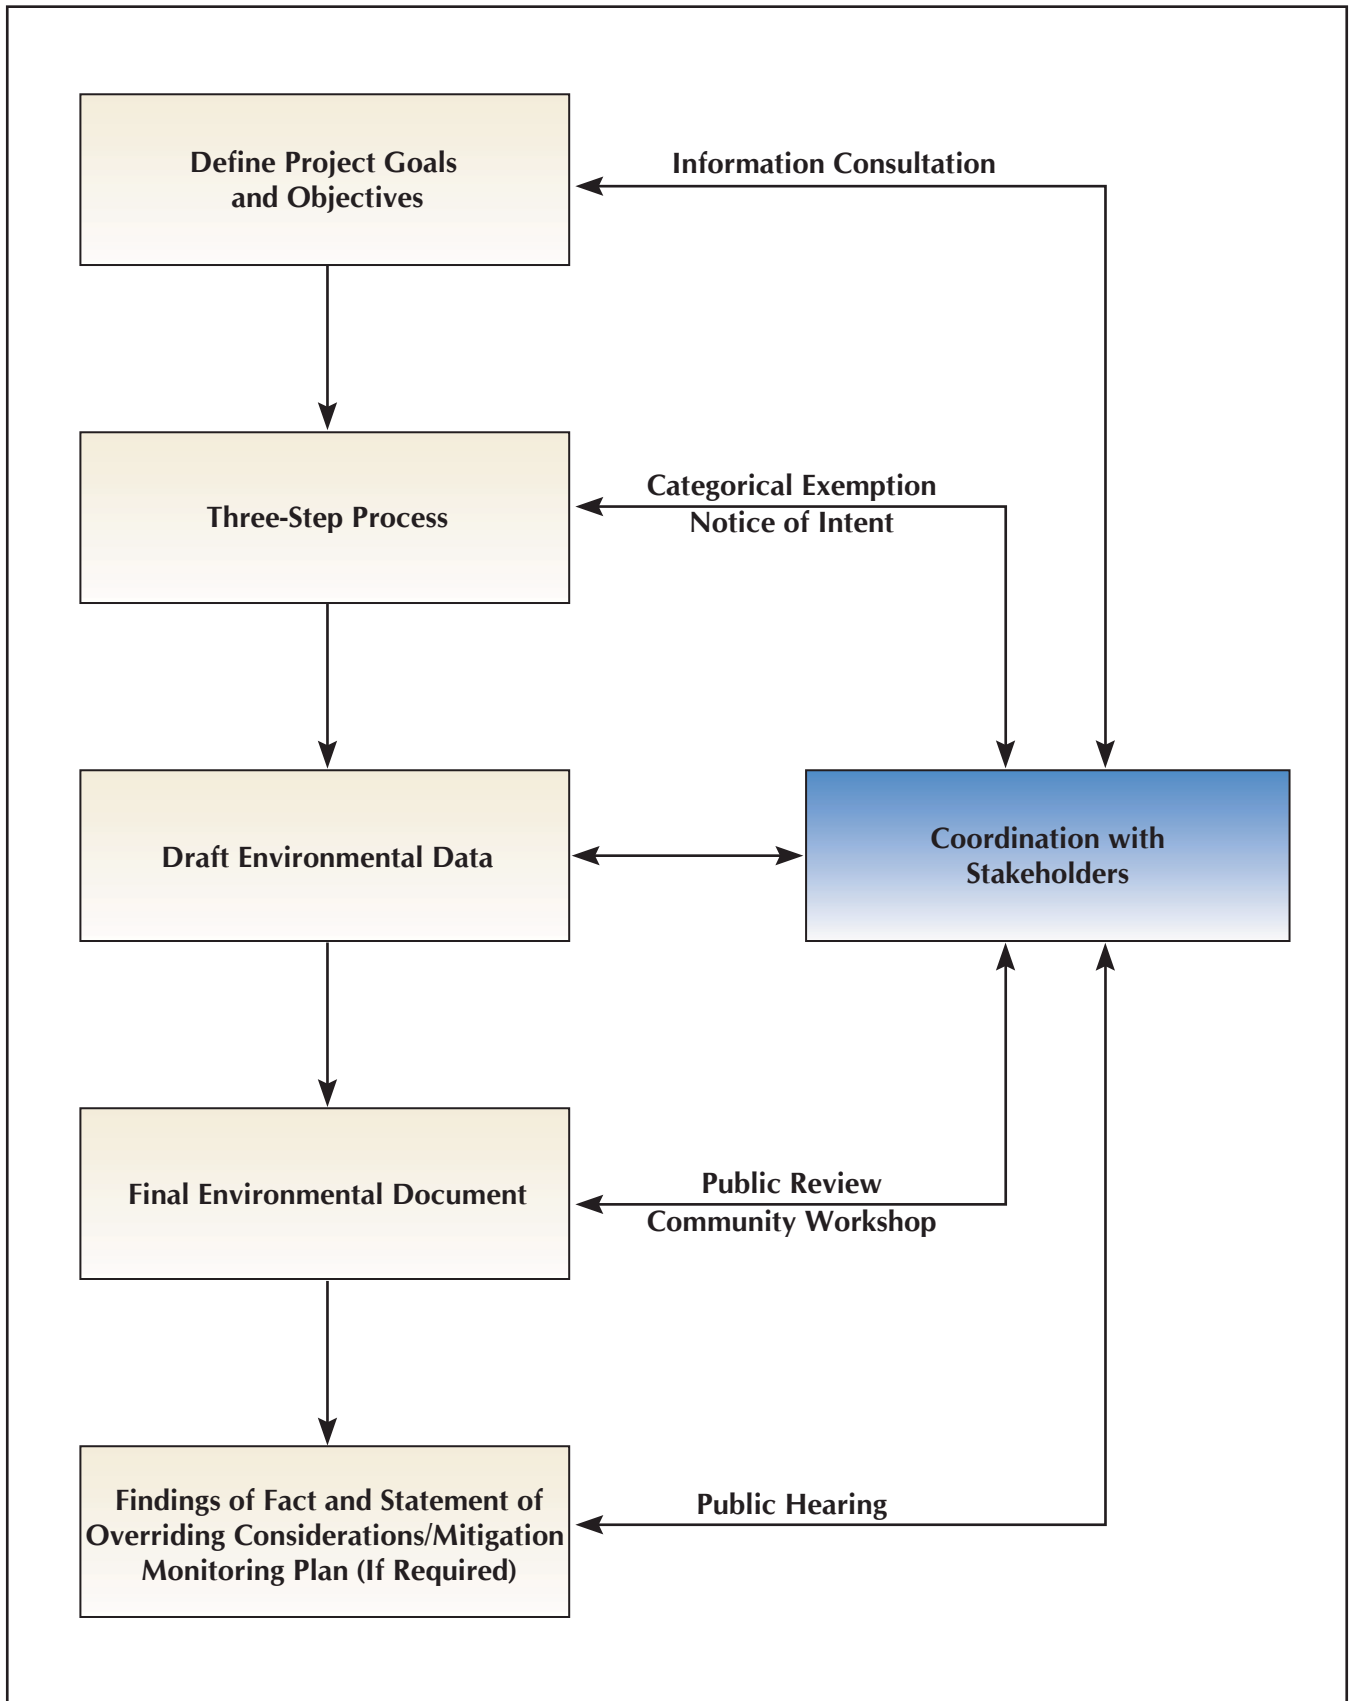 Define Project Goals
and Objectives
Information Consultation
Three-Step Process
Categorical Exemption
Notice of Intent
Draft Environmental Data
Coordination with
Stakeholders
Final Environmental Document
Public Review
Community Workshop
Findings of Fact and Statement of
Overriding Considerations/Mitigation
Monitoring Plan (If Required)
Public Hearing